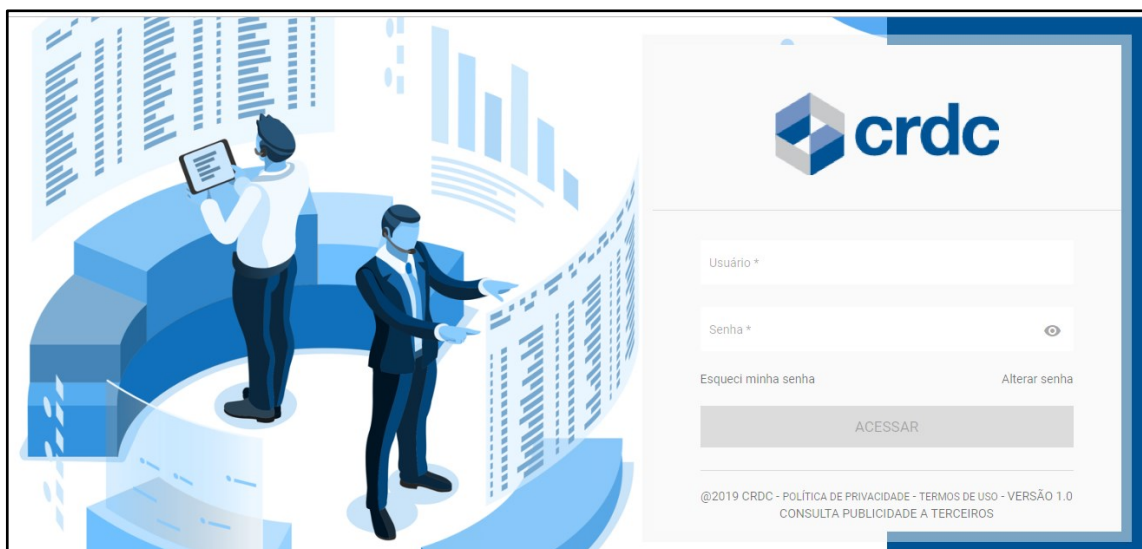 crdc
Usuário *
Senha *
Esqueci minha senha
Alterar senha
ACESSAR
@2019 CRDC - POLÍTICA DE PRIVACIDADE - TERMOS DE USO - VERSÃO 1.0
CONSULTA PUBLICIDADE A TERCEIROS